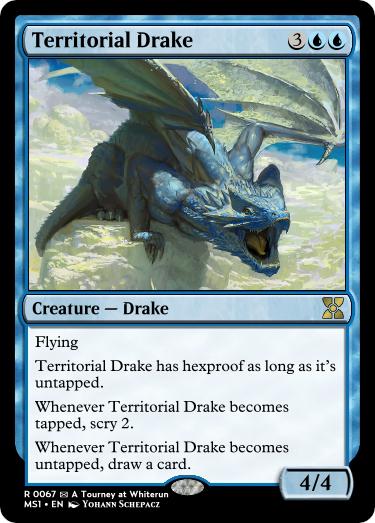 Territorial Drake 3
Creature — Drake
Flying
Territorial Drake has hexproof as long as it's
untapped.
Whenever Territorial Drake becomes
tapped, scry 2.
Whenever Territorial Drake becomes
untapped, draw a card.
4/4
R 0067 A Tourney at Whiterun
MS1 • EN Yohann Schepacz